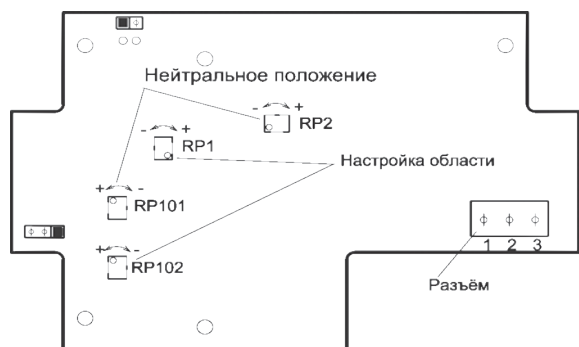 Нейтральное положение
- +
RP2
- +
RP1
Настройка области
+ -
RP101
+ -
RP102
1 2 3
Разъём